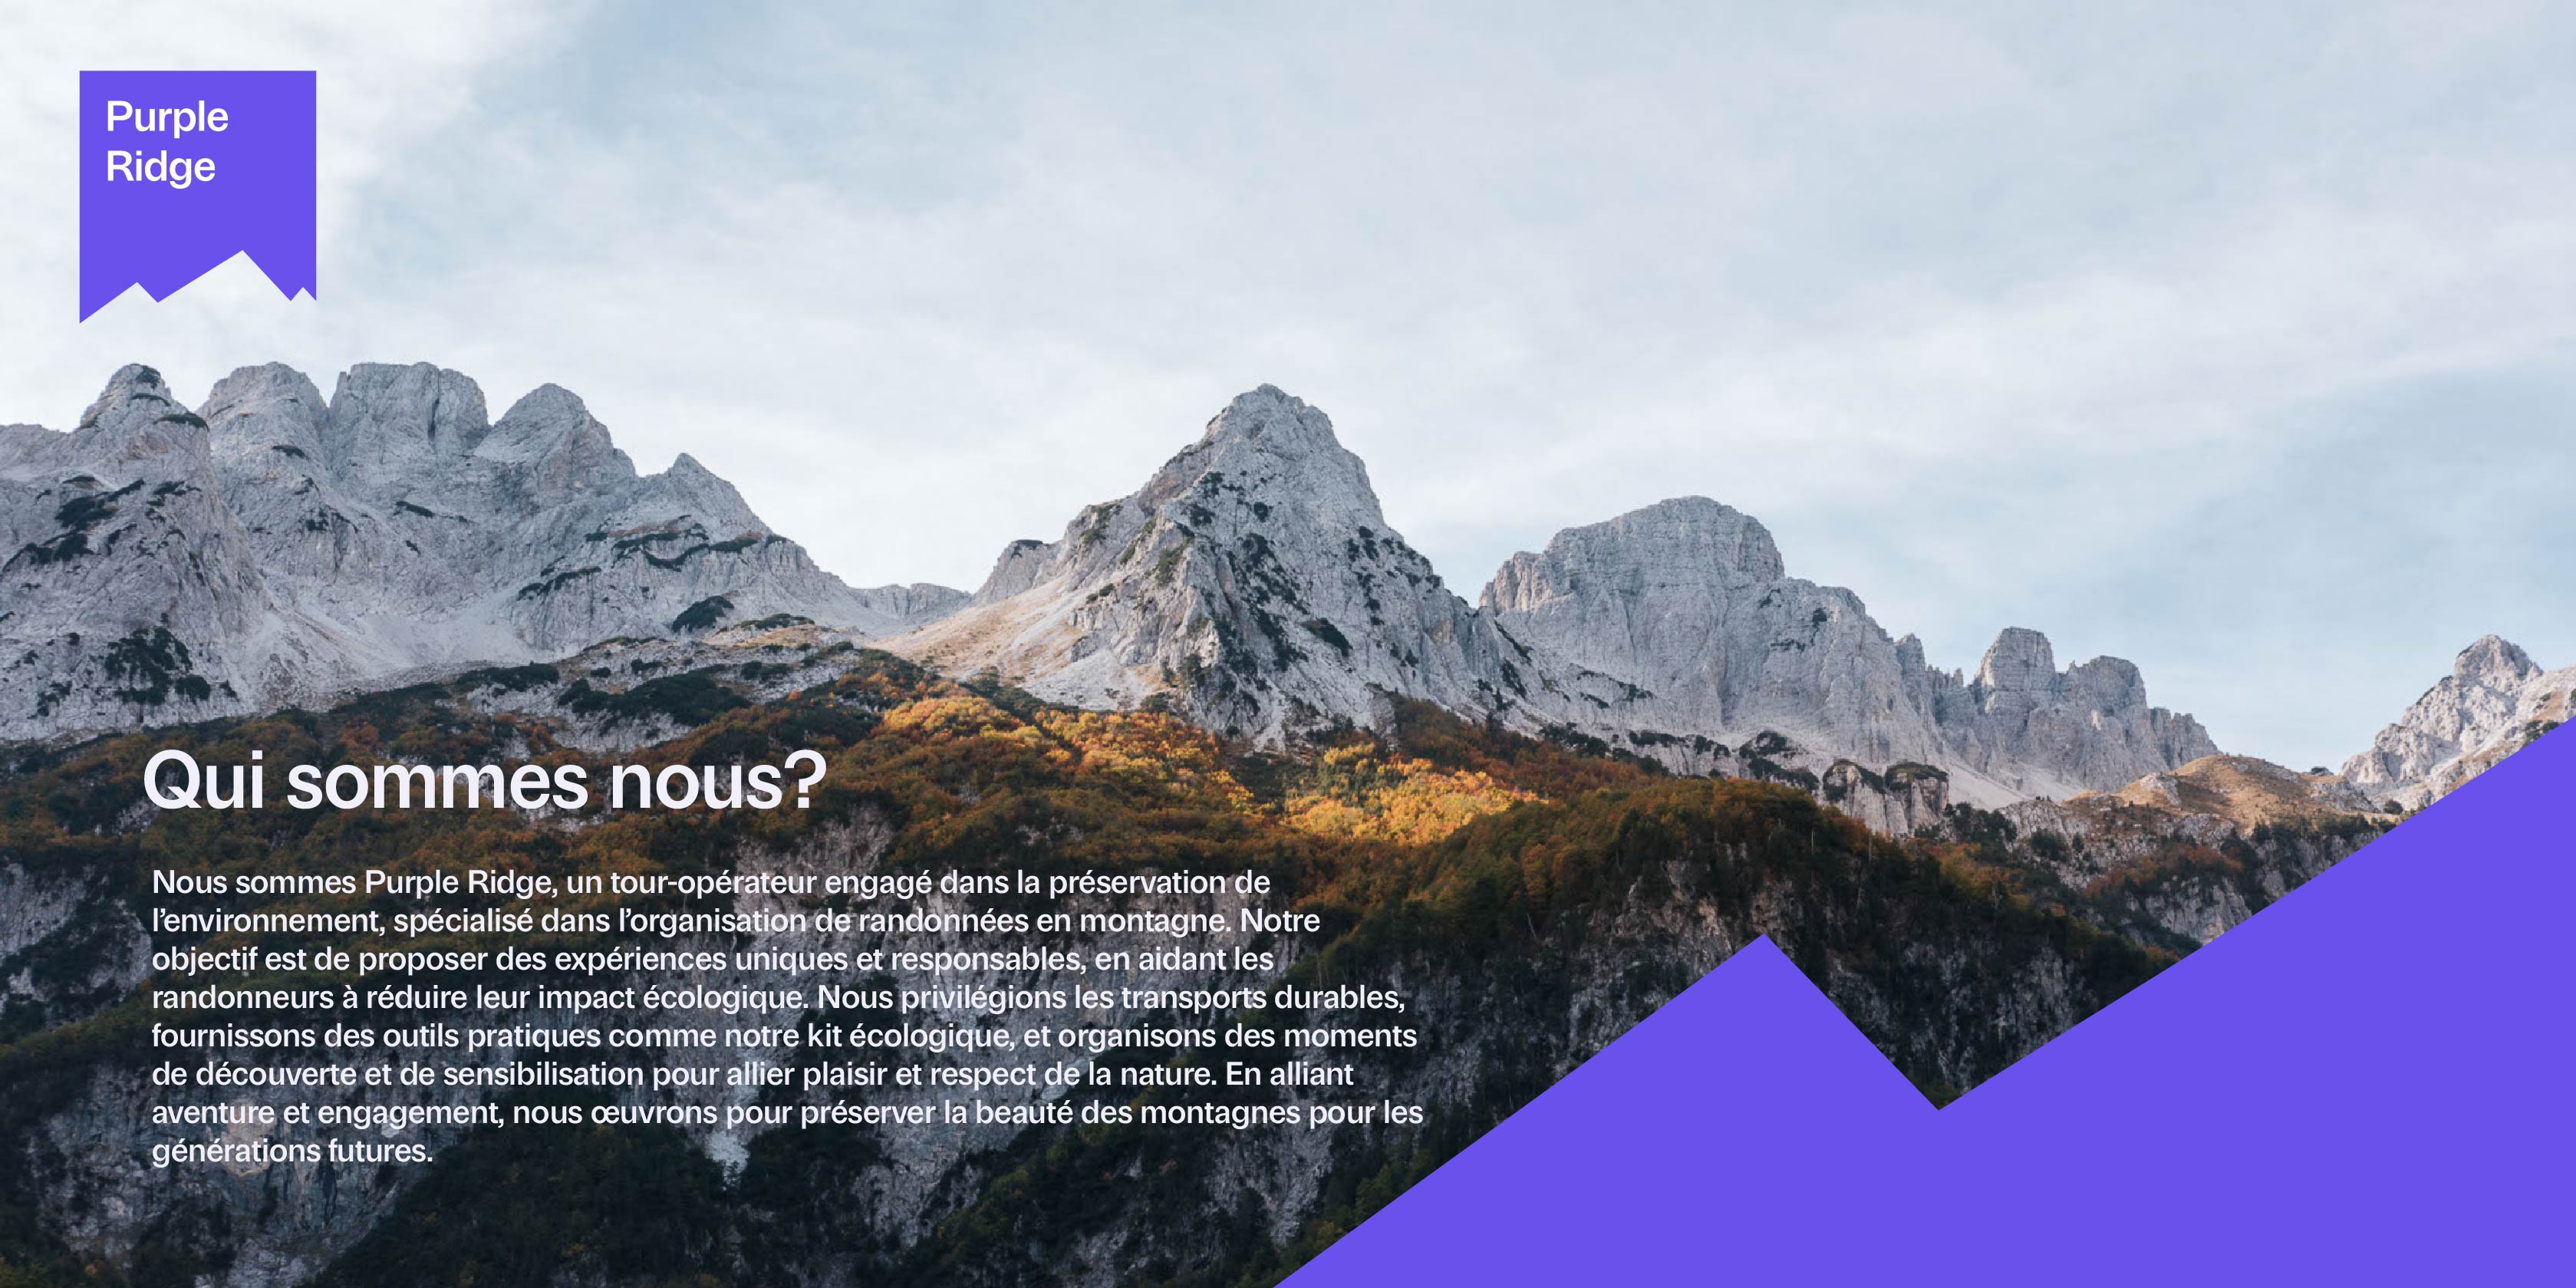 Purple
Ridge
Qui sommes nous?
Nous sommes Purple Ridge, un tour-opérateur engagé dans la préservation de
l’environnement, spécialisé dans l’organisation de randonnées en montagne. Notre
objectif est de proposer des expériences uniques et responsables, en aidant les
randonneurs à réduire leur impact écologique. Nous privilégions les transports durables,
fournissons des outils pratiques comme notre kit écologique, et organisons des moments
de découverte et de sensibilisation pour allier plaisir et respect de la nature. En alliant
aventure et engagement, nous œuvrons pour préserver la beauté des montagnes pour les
générations futures.